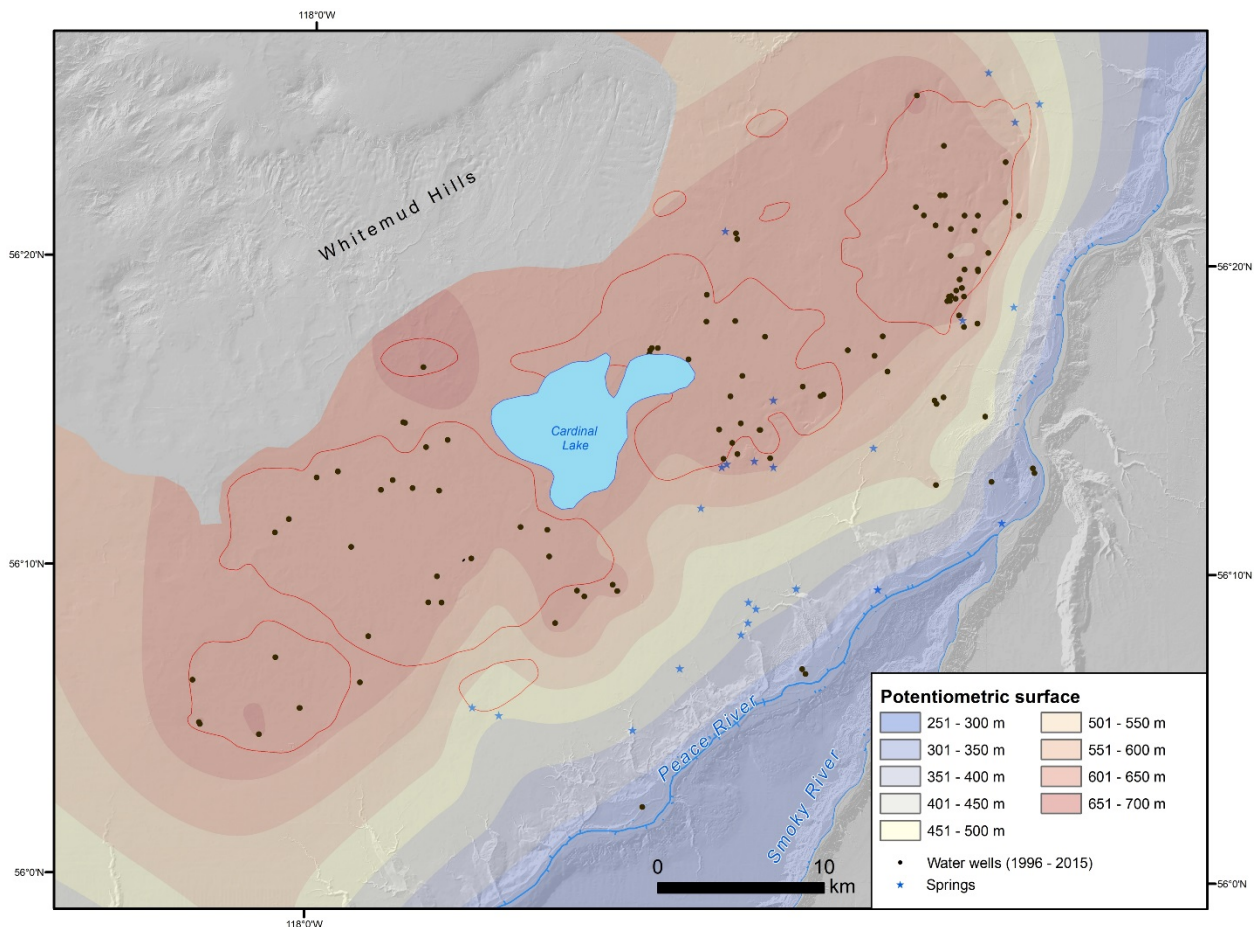 118°0'W
Whitemud Hills
56°20'N
56°20'N
Cardinal
Lake
56°10'N
56°10'N
Peace River
Smoky River
56°0'N
56°0'N
0 10
km
118°0'W
Potentiometric surface
251 - 300 m
301 - 350 m
351 - 400 m
401 - 450 m
451 - 500 m
501 - 550 m
551 - 600 m
601 - 650 m
651 - 700 m
Water wells (1996 - 2015)
Springs